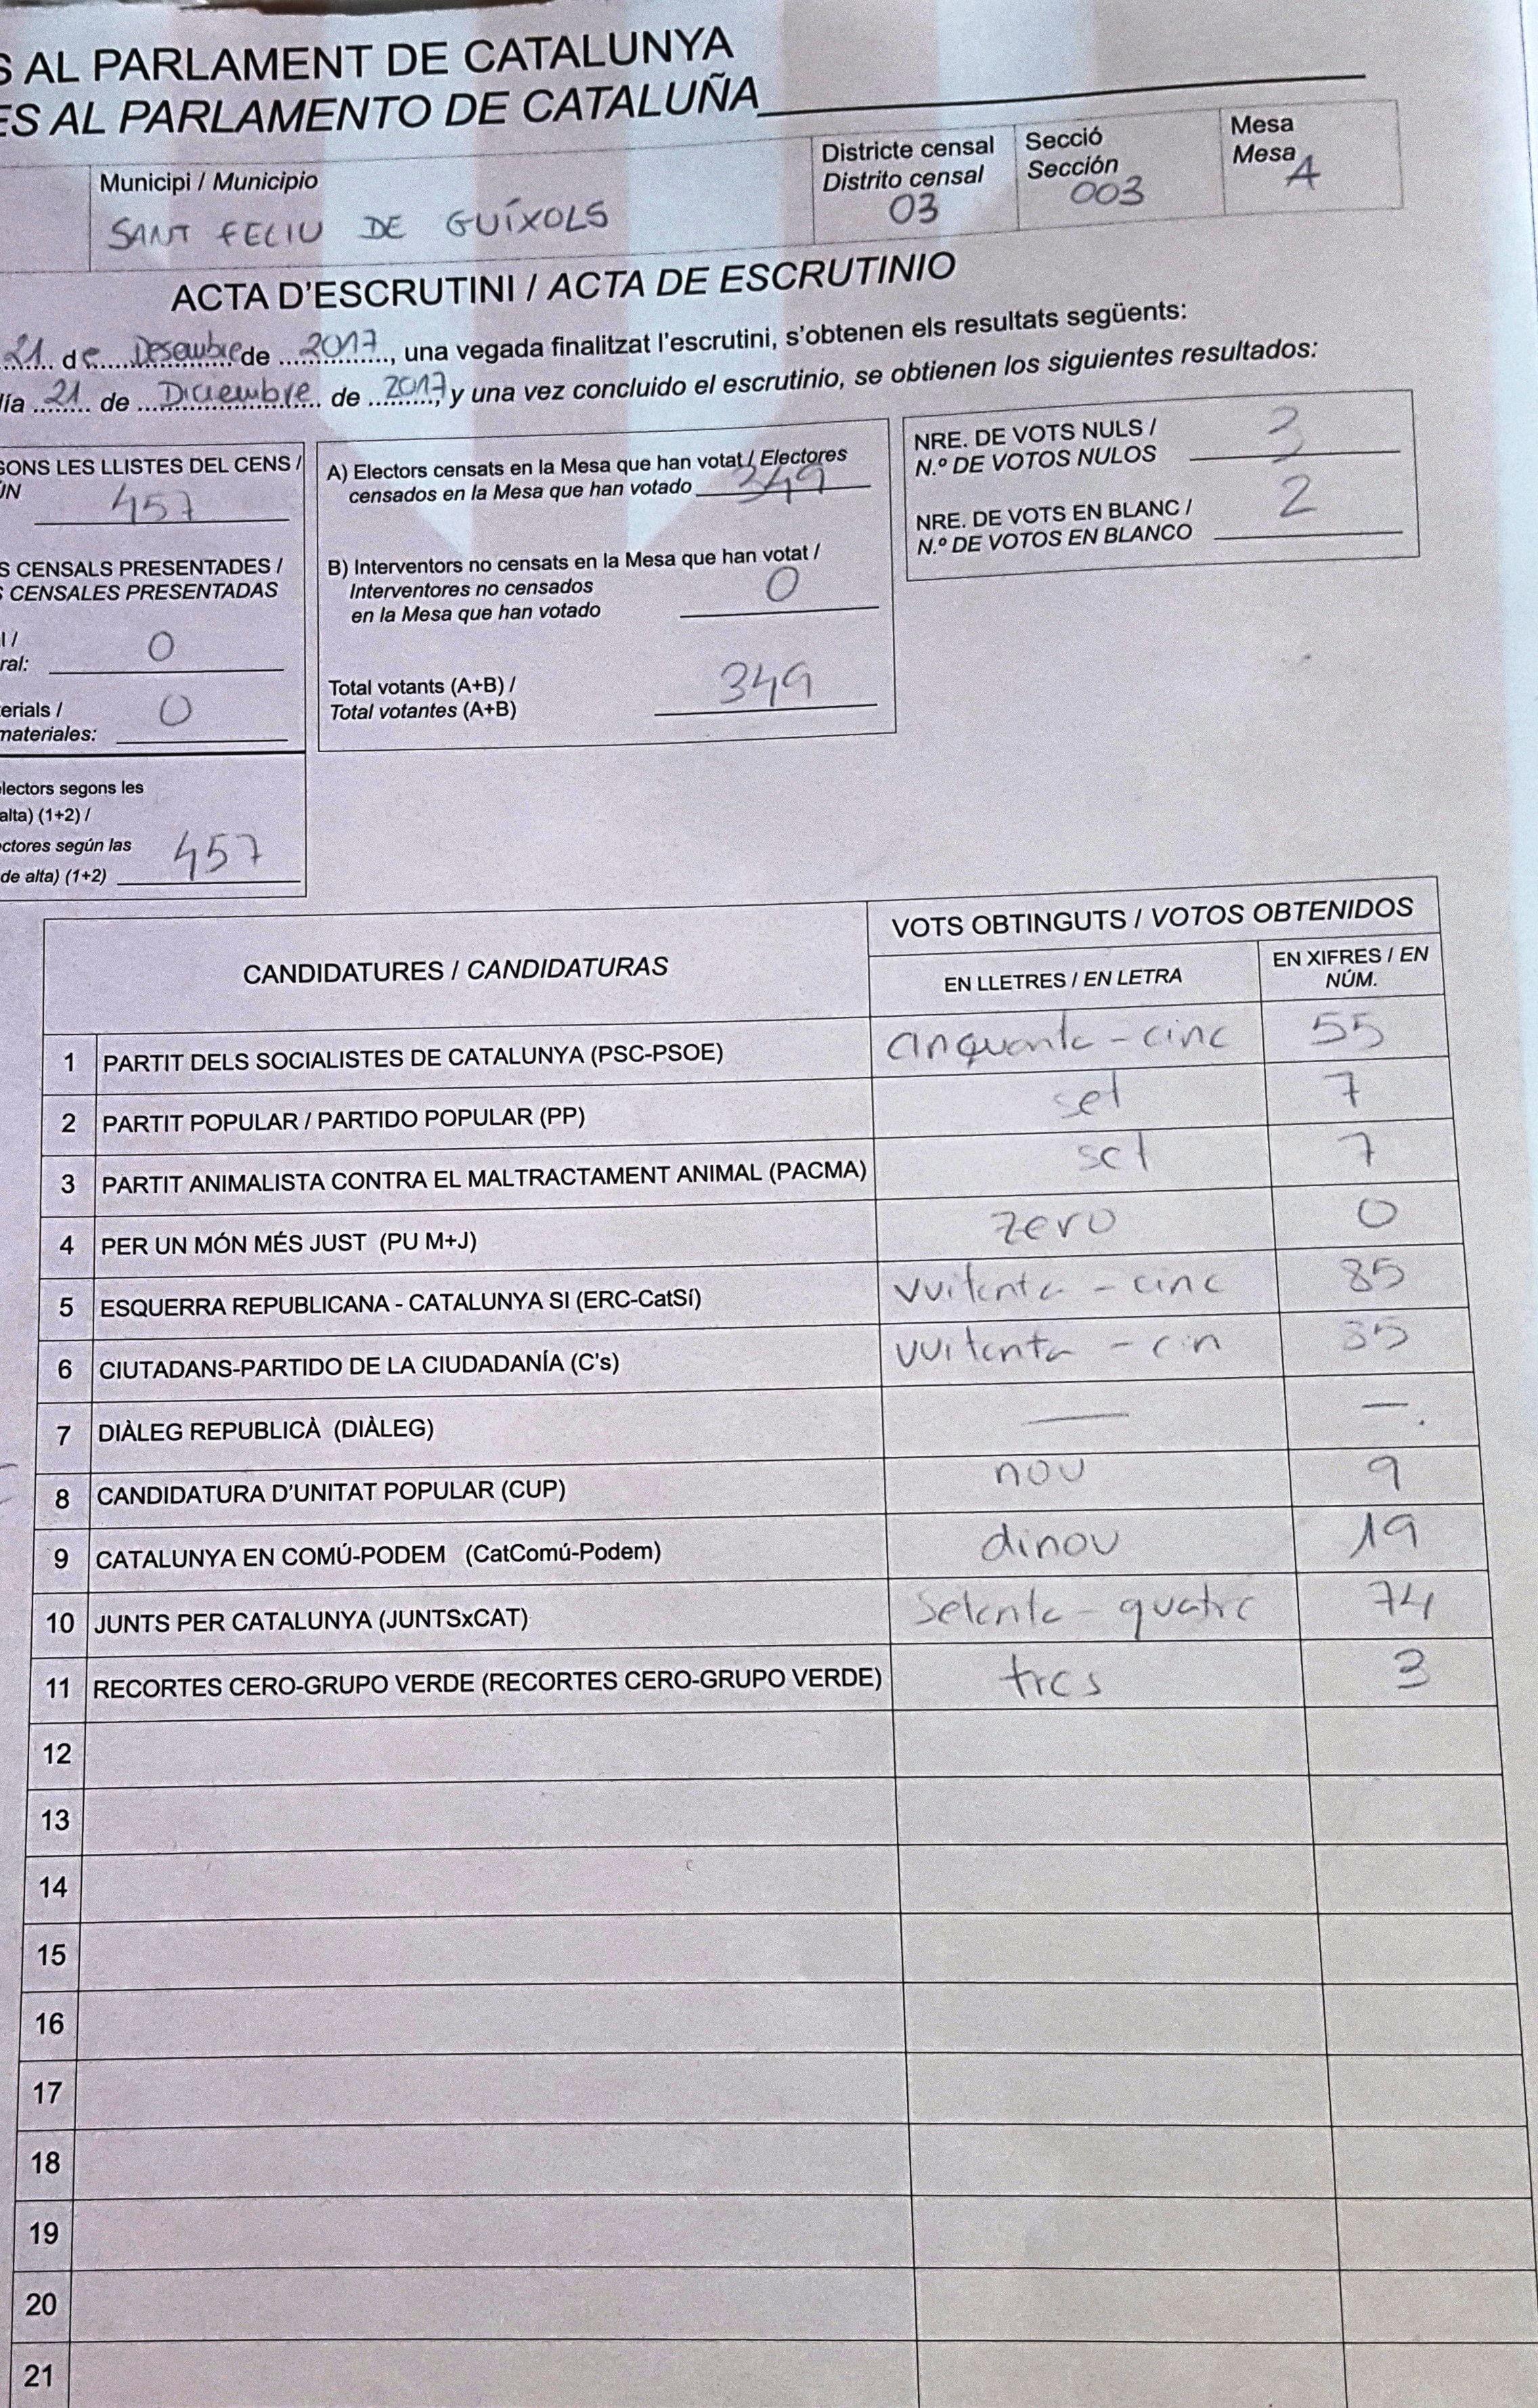 S AL PARLAMENT DE CATALUNYA
ES AL PARLAMENTO DE CATALUÑA
Municipi / Municipio
SANT FELIU DE GUÍXOLS
Districte censal
Distrito censal
03
Secció
Sección
003
Mesa
Mesa
A
ACTA D'ESCRUTINI / ACTA DE ESCRUTINIO
21 de Desembre de 2017, una vegada finalitzat l'escrutini, s'obtenen els resultats següents:
ía 21 de Diciembre de 2017 y una vez concluido el escrutinio, se obtienen los siguientes resultados:
GONS LES LLISTES DEL CENS /
ÚN
457
S CENSALS PRESENTADES /
S CENSALES PRESENTADAS
l /
ral: 0
erials /
materiales: 0
lectors segons les
alta) (1+2) /
ctores según las
de alta) (1+2) 457
A) Electors censats en la Mesa que han votat / Electores
censados en la Mesa que han votado 349
B) Interventors no censats en la Mesa que han votat /
Interventores no censados
en la Mesa que han votado 0
Total votants (A+B) /
Total votantes (A+B) 349
NRE. DE VOTS NULS /
N.º DE VOTOS NULOS
NRE. DE VOTS EN BLANC /
N.º DE VOTOS EN BLANCO 2
CANDIDATURES / CANDIDATURAS
VOTS OBTINGUTS / VOTOS OBTENIDOS
EN LLETRES / EN LETRA
EN XIFRES / EN
NÚM.
1 PARTIT DELS SOCIALISTES DE CATALUNYA (PSC-PSOE) cinquanta - cinc 55
2 PARTIT POPULAR / PARTIDO POPULAR (PP) set 7
3 PARTIT ANIMALISTA CONTRA EL MALTRACTAMENT ANIMAL (PACMA) set 7
4 PER UN MÓN MÉS JUST (PU M+J) zero 0
5 ESQUERRA REPUBLICANA - CATALUNYA SI (ERC-CatSí) vuitanta - cinc 85
6 CIUTADANS-PARTIDO DE LA CIUDADANÍA (C's) vuitanta - cin 85
7 DIÀLEG REPUBLICÀ (DIÀLEG) — —.
8 CANDIDATURA D'UNITAT POPULAR (CUP) nou 9
9 CATALUNYA EN COMÚ-PODEM (CatComú-Podem) dinou 19
10 JUNTS PER CATALUNYA (JUNTSxCAT) setanta - quatre 74
11 RECORTES CERO-GRUPO VERDE (RECORTES CERO-GRUPO VERDE) tres 3
12
13
14
15
16
17
18
19
20
21